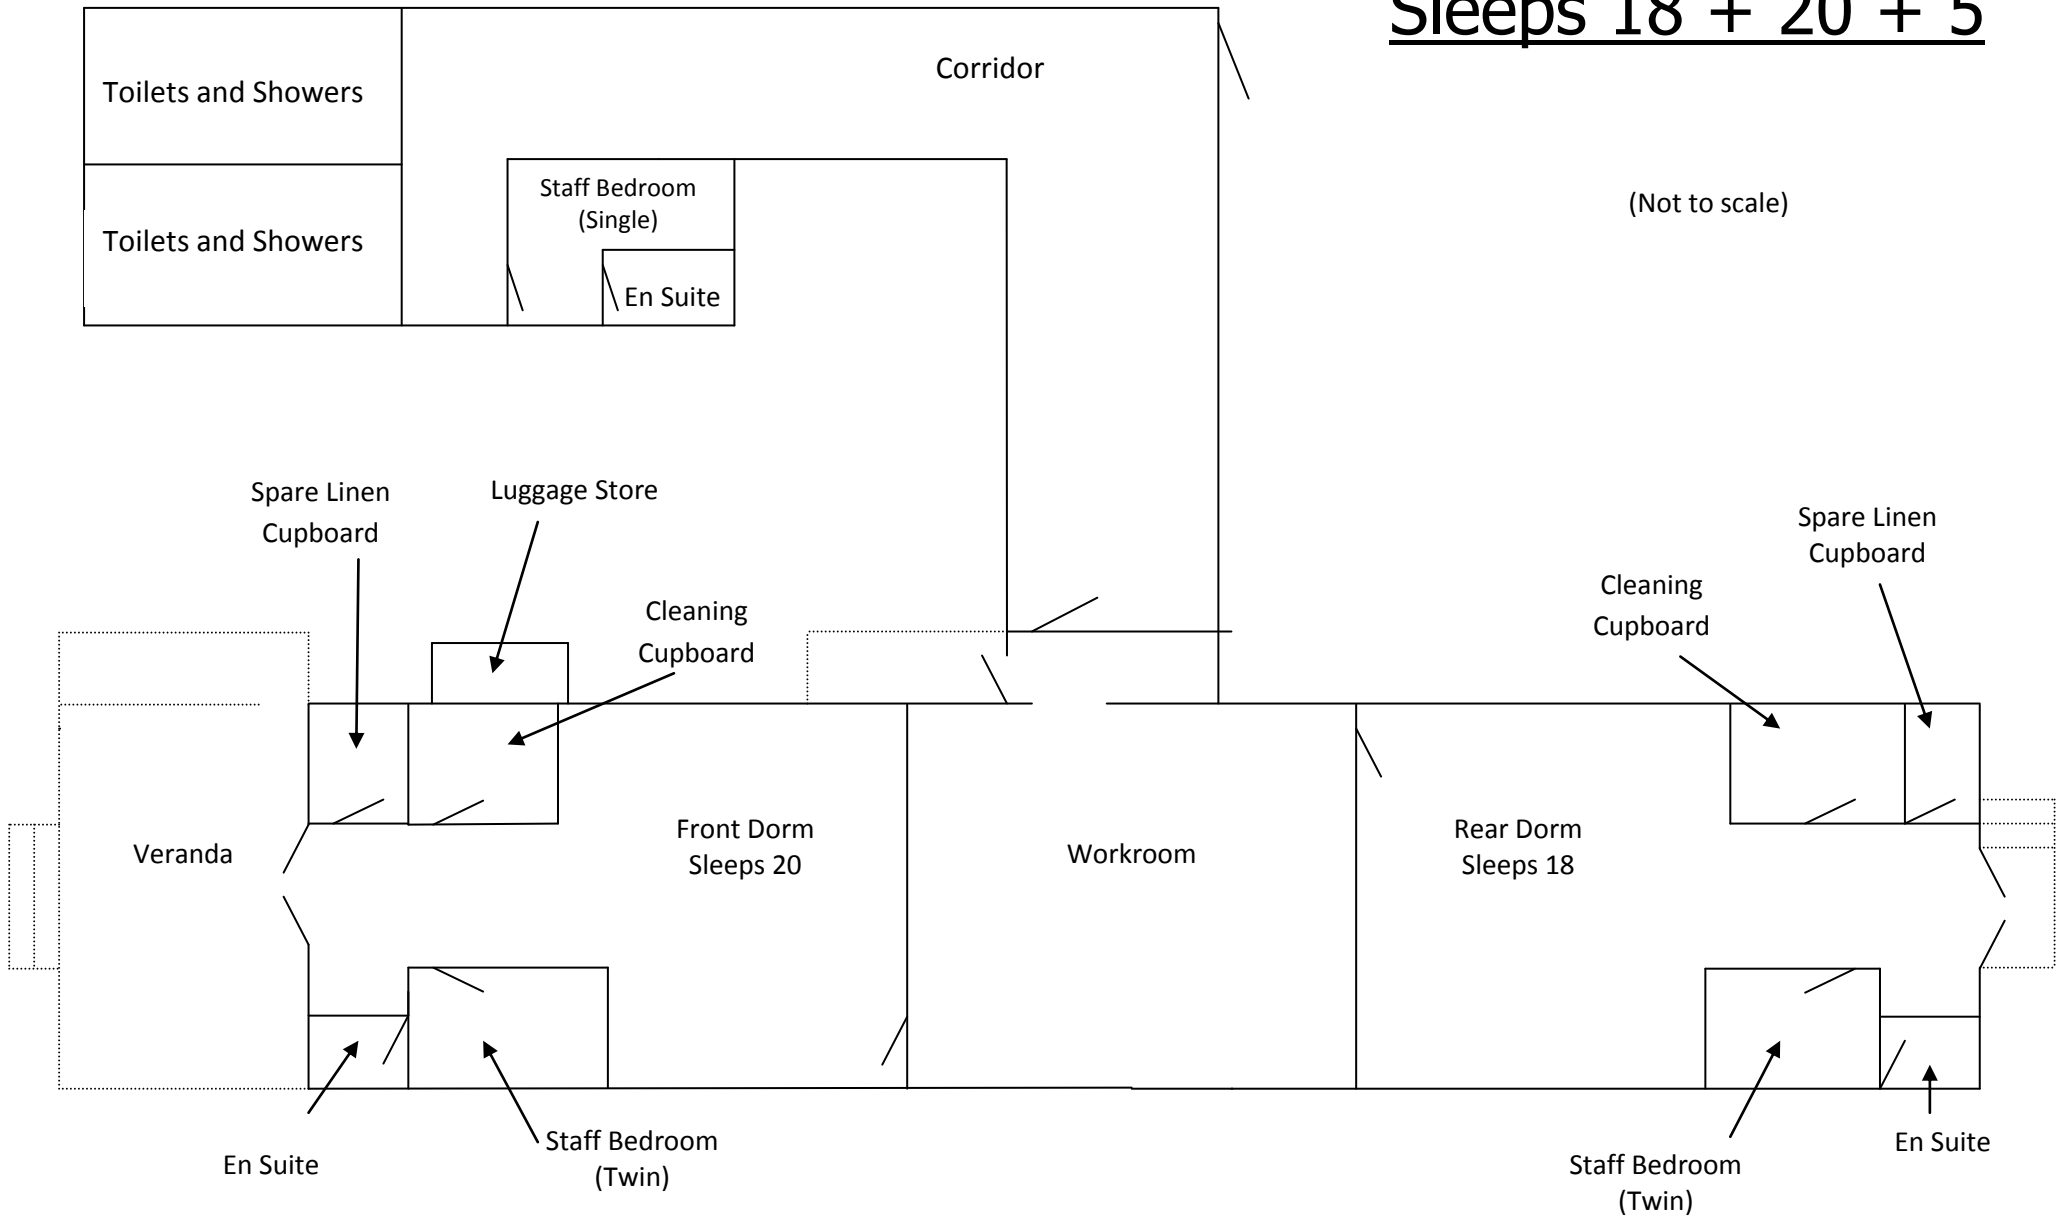 Sleeps 18 + 20 + 5
Corridor
Toilets and Showers
(Not to scale)
Staff Bedroom
(Single)
Toilets and Showers
En Suite
Spare Linen
Cupboard
Luggage Store
Cleaning
Cupboard
Cleaning
Cupboard
Spare Linen
Cupboard
Veranda
Front Dorm
Sleeps 20
Workroom
Rear Dorm
Sleeps 18
En Suite
Staff Bedroom
(Twin)
Staff Bedroom
(Twin)
En Suite